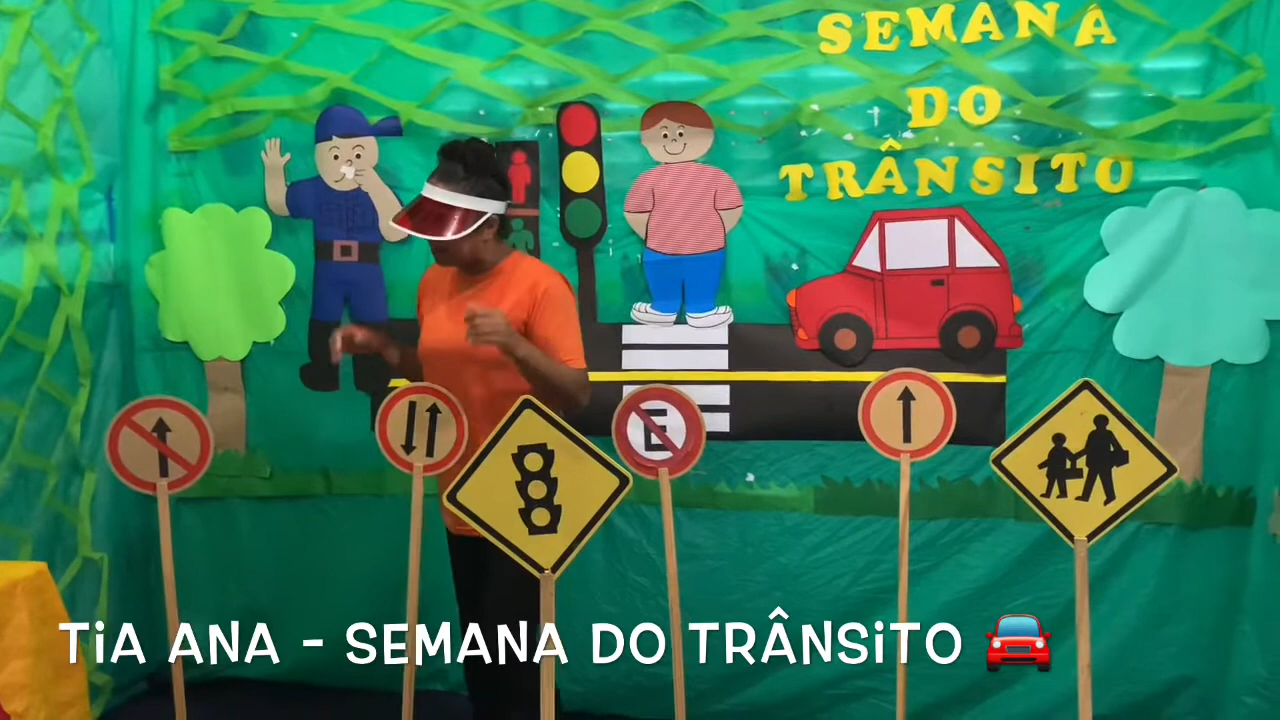 SEMANA
DO
TRÂNSITO
E
TiA ANA - SEMANA DO TRÂNSiTO